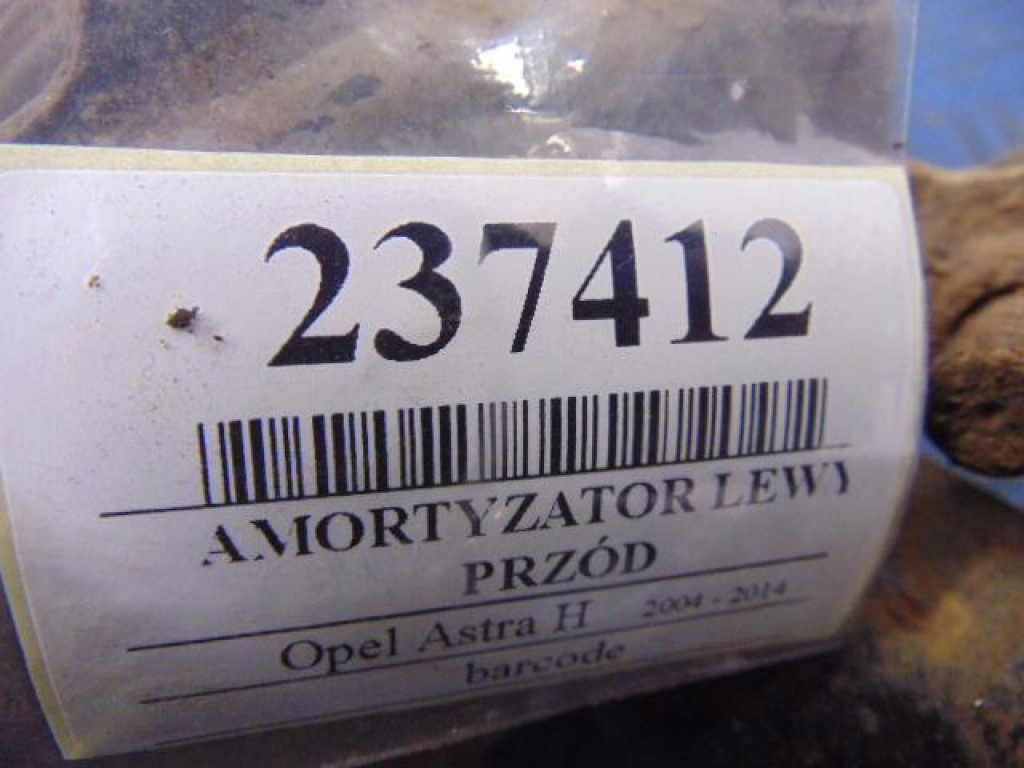 237412
AMORTYZATOR LEWY
PRZÓD
Opel Astra H 2004 - 2014
barcode